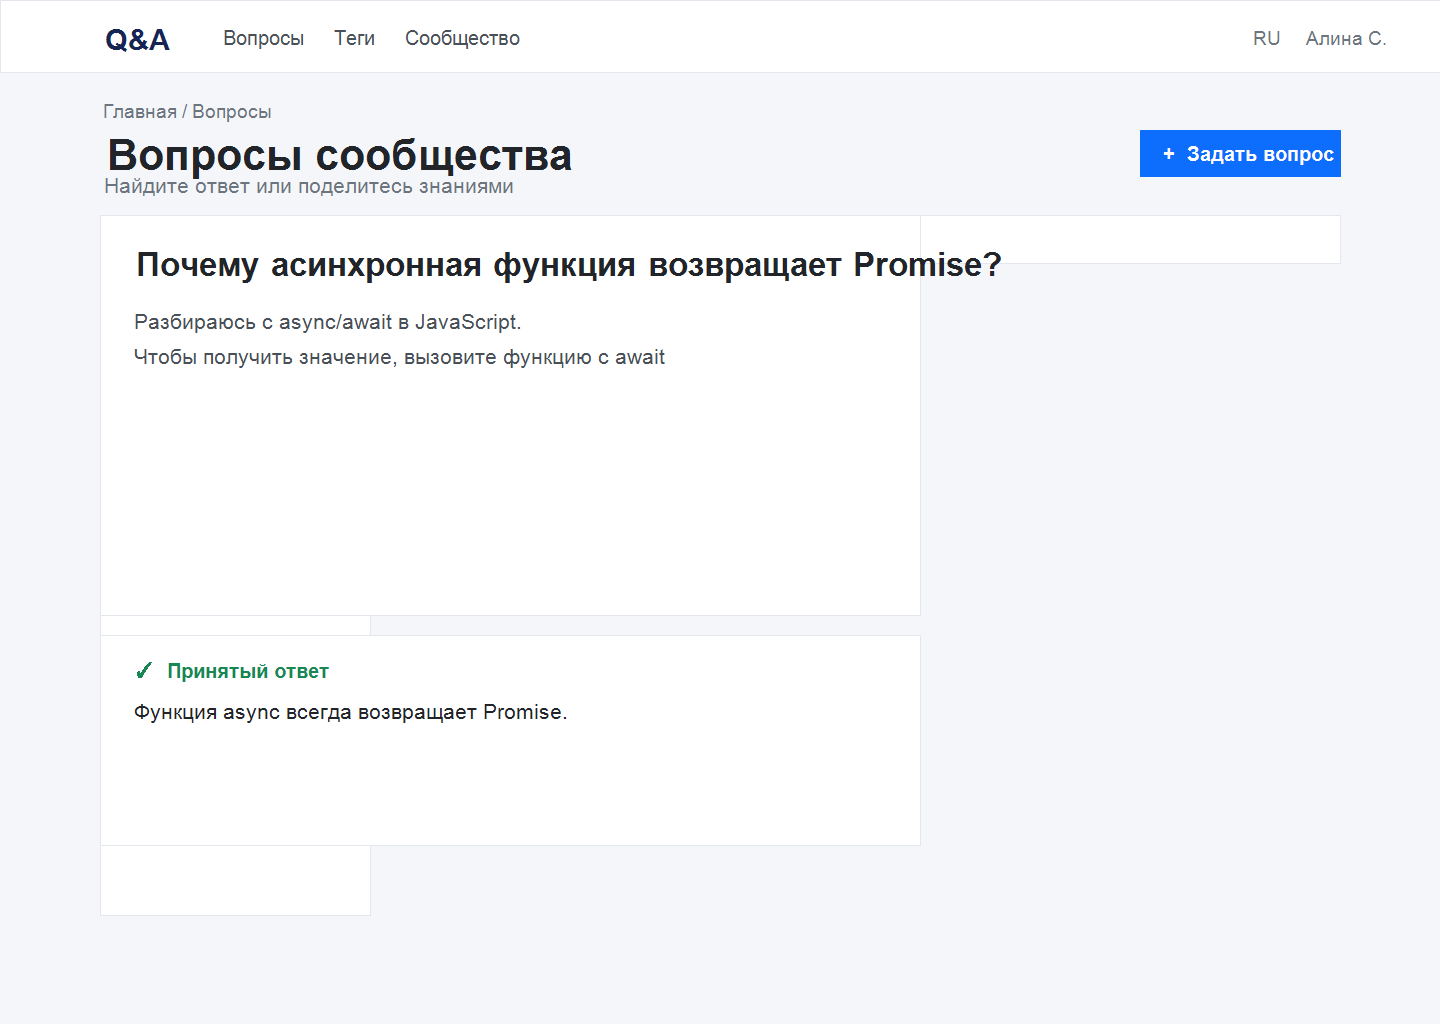 Q&A Вопросы Теги Сообщество RU Алина С.
Главная / Вопросы
Вопросы сообщества
+ Задать вопрос
Найдите ответ или поделитесь знаниями
Почему асинхронная функция возвращает Promise?
Разбираюсь с async/await в JavaScript.
Чтобы получить значение, вызовите функцию с await
✓ Принятый ответ
Функция async всегда возвращает Promise.